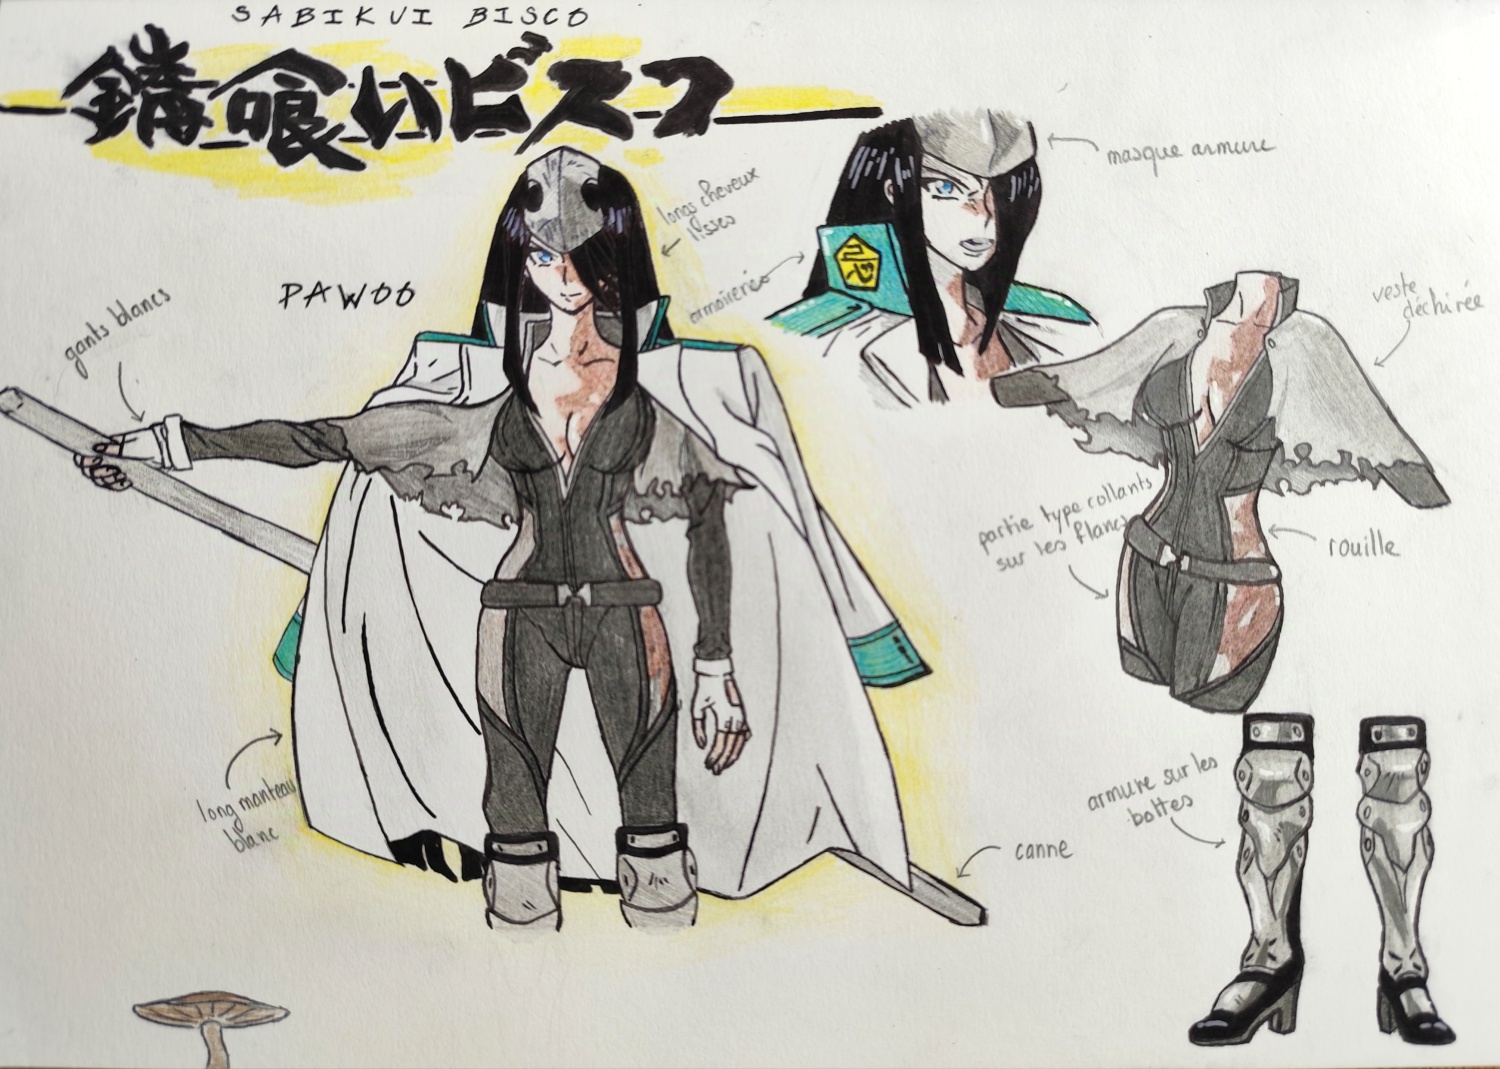 SABIKUI BISCO
錆喰いビスコ
masque armure
longs cheveux
lisses
armoiries
PAWOO
gants blancs
veste
déchirée
partie type collants
sur les flancs
rouille
long manteau
blanc
armure sur les
bottes
canne